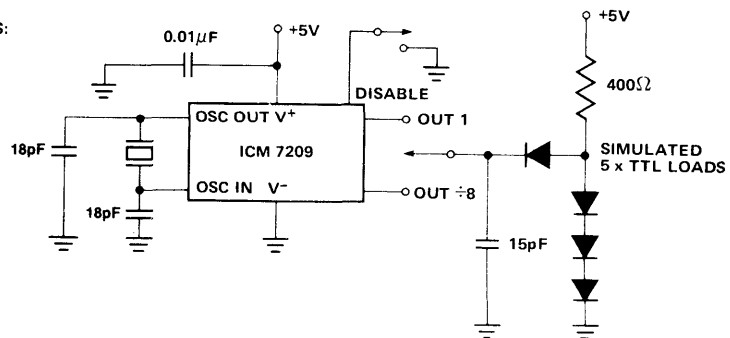 S:
0.01µF
+5V
+5V
400Ω
DISABLE
OSC OUT V+
OUT 1
18pF
ICM 7209
SIMULATED
5 x TTL LOADS
OSC IN V−
OUT ÷8
18pF
15pF